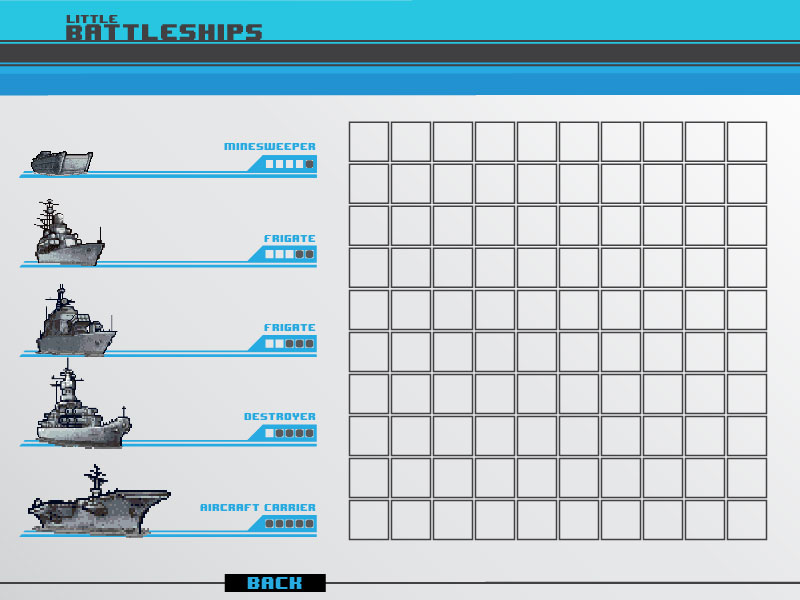 LITTLE
BATTLESHIPS
MINESWEEPER
FRIGATE
FRIGATE
DESTROYER
AIRCRAFT CARRIER
BACK